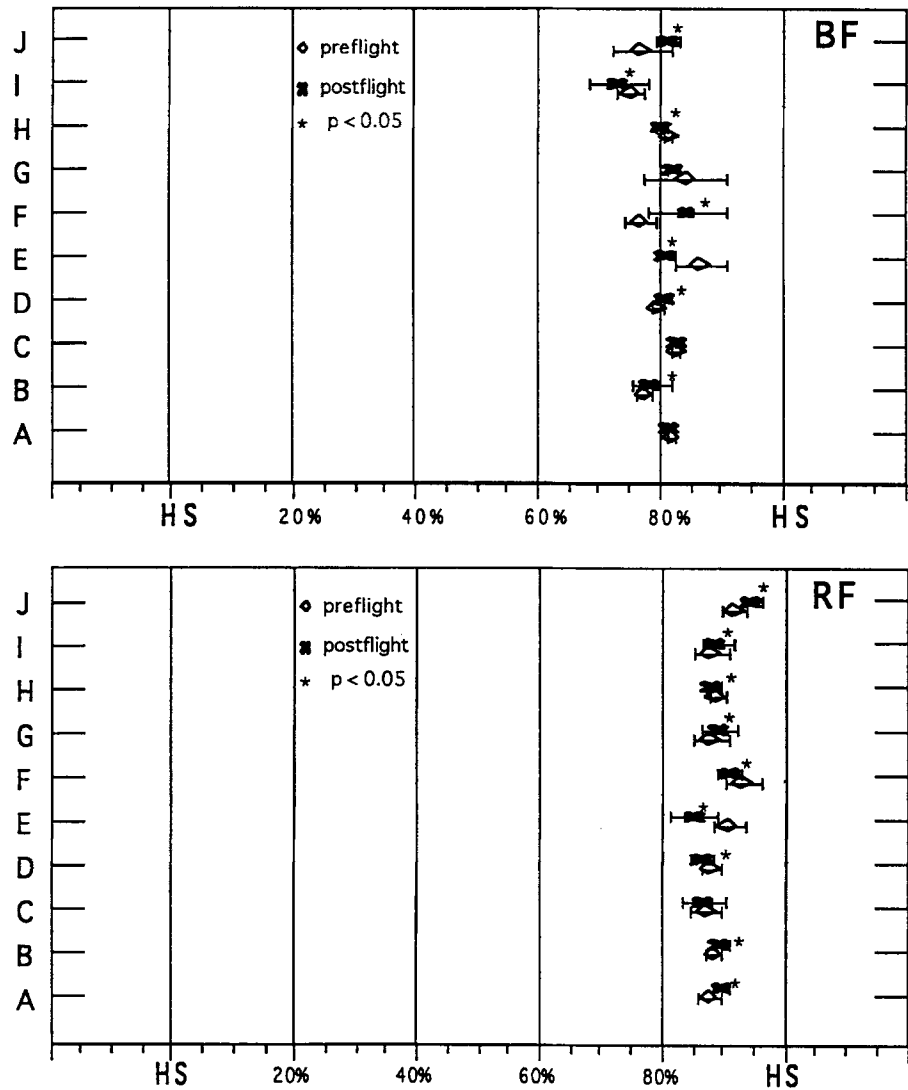 BF
J
I
H
G
F
E
D
C
B
A
preflight
postflight
* p < 0.05
*
*
*
*
*
*
*
HS 20% 40% 60% 80% HS
RF
J
I
H
G
F
E
D
C
B
A
preflight
postflight
* p < 0.05
*
*
*
*
*
*
*
*
*
HS 20% 40% 60% 80% HS